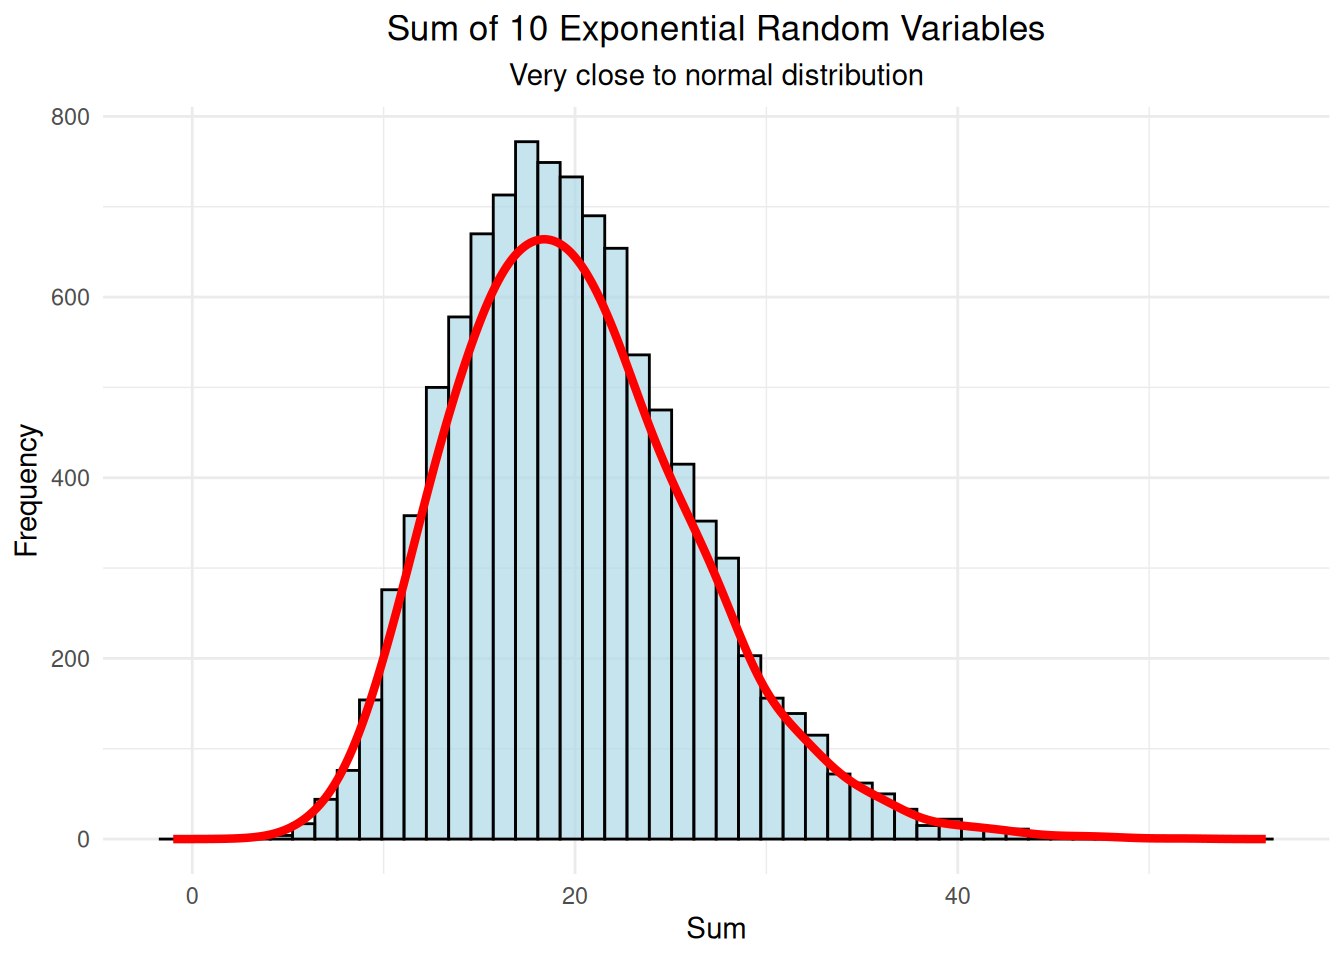 Sum of 10 Exponential Random Variables
Very close to normal distribution
800
600
400
200
0
Frequency
0 20 40
Sum